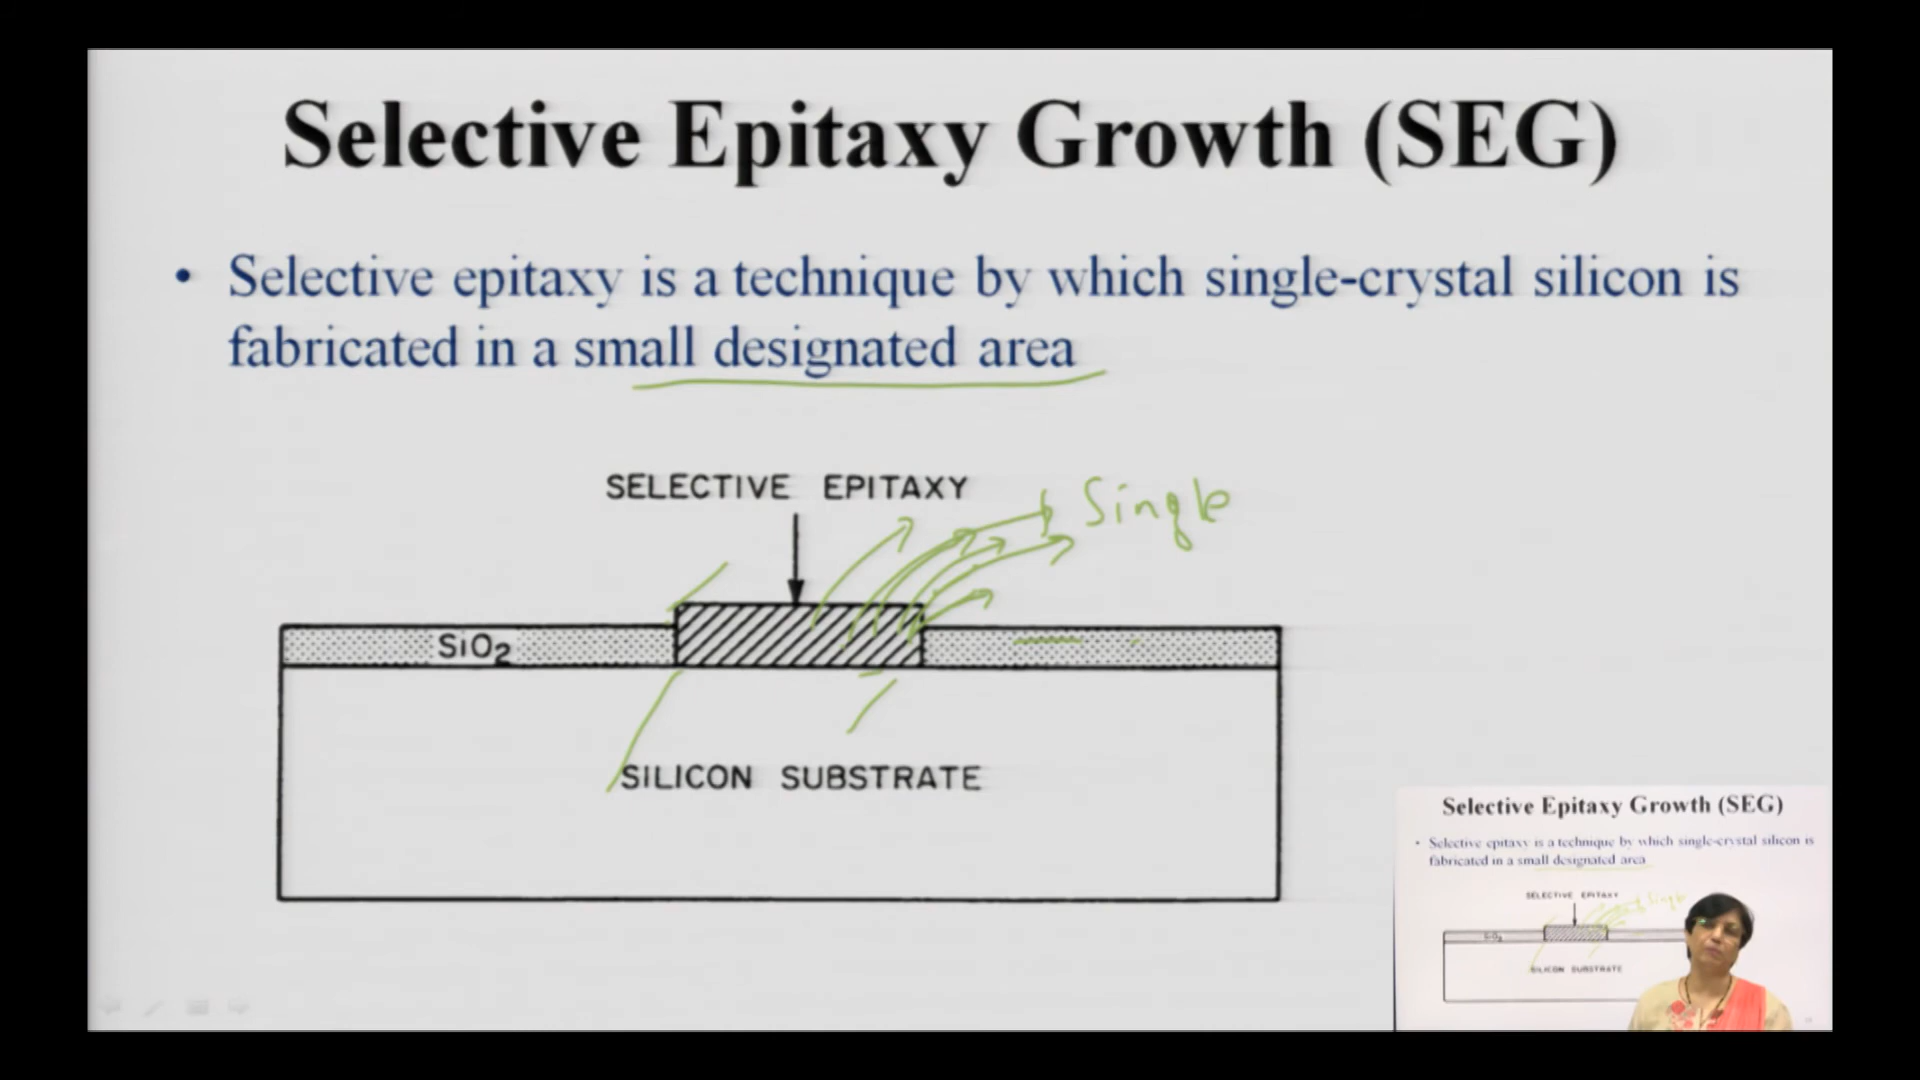 Selective Epitaxy Growth (SEG)
• Selective epitaxy is a technique by which single-crystal silicon is
fabricated in a small designated area
SELECTIVE EPITAXY
Single
SiO₂
SILICON SUBSTRATE
Selective Epitaxy Growth (SEG)
• Selective epitaxy is a technique by which single-crystal silicon is
fabricated in a small designated area
SELECTIVE EPITAXY
Single
SiO₂
SILICON SUBSTRATE